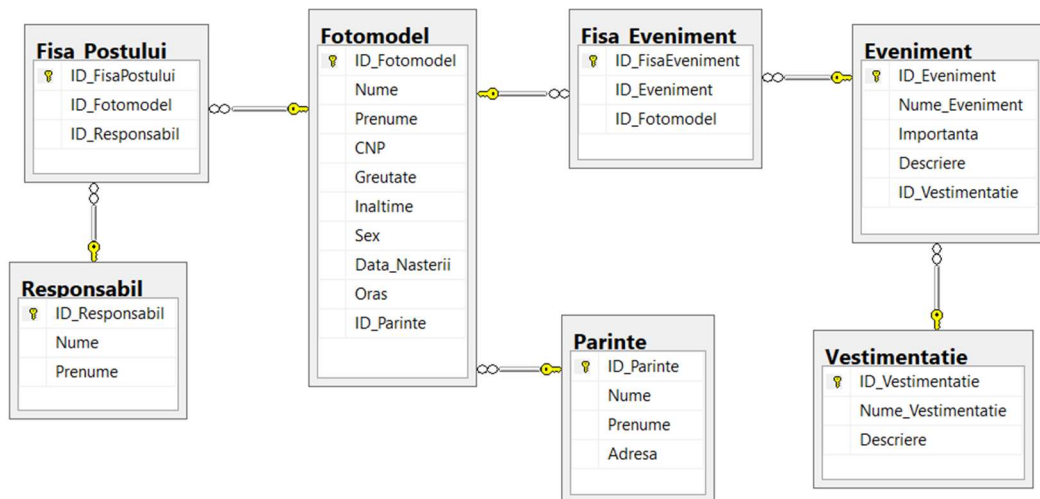 Fisa_Postului
ID_FisaPostului
ID_Fotomodel
ID_Responsabil
Fotomodel
ID_Fotomodel
Nume
Prenume
CNP
Greutate
Inaltime
Sex
Data_Nasterii
Oras
ID_Parinte
Fisa_Eveniment
ID_FisaEveniment
ID_Eveniment
ID_Fotomodel
Eveniment
ID_Eveniment
Nume_Eveniment
Importanta
Descriere
ID_Vestimentatie
Responsabil
ID_Responsabil
Nume
Prenume
Parinte
ID_Parinte
Nume
Prenume
Adresa
Vestimentatie
ID_Vestimentatie
Nume_Vestimentatie
Descriere